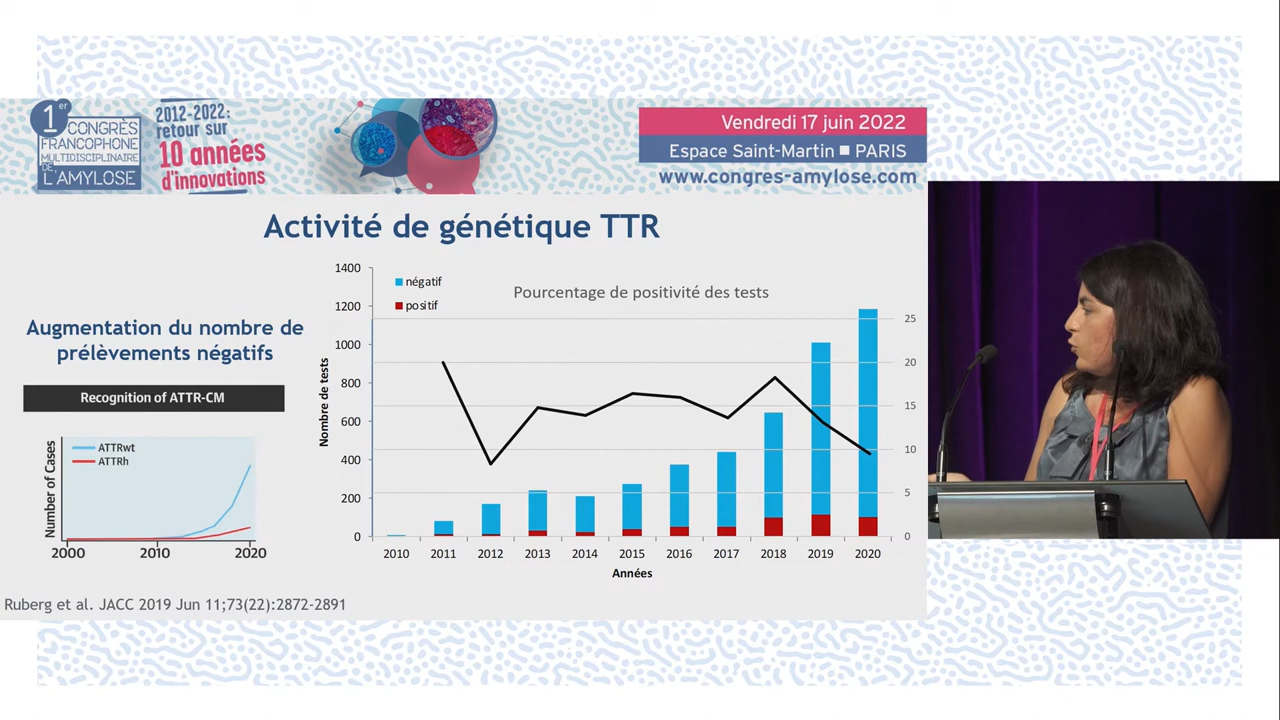 1er
CONGRÈS
FRANCOPHONE
MULTIDISCIPLINAIRE
DE
L'AMYLOSE
2012-2022:
retour sur
10 années
d'innovations
Vendredi 17 juin 2022
Espace Saint-Martin ■ PARIS
www.congres-amylose.com
Activité de génétique TTR
Augmentation du nombre de
prélèvements négatifs
Recognition of ATTR-CM
Number of Cases
ATTRwt
ATTRh
2000 2010 2020
Pourcentage de positivité des tests
négatif
positif
Nombre de tests
1400
1200
1000
800
600
400
200
0
25
20
15
10
5
0
2010 2011 2012 2013 2014 2015 2016 2017 2018 2019 2020
Années
Ruberg et al. JACC 2019 Jun 11;73(22):2872-2891